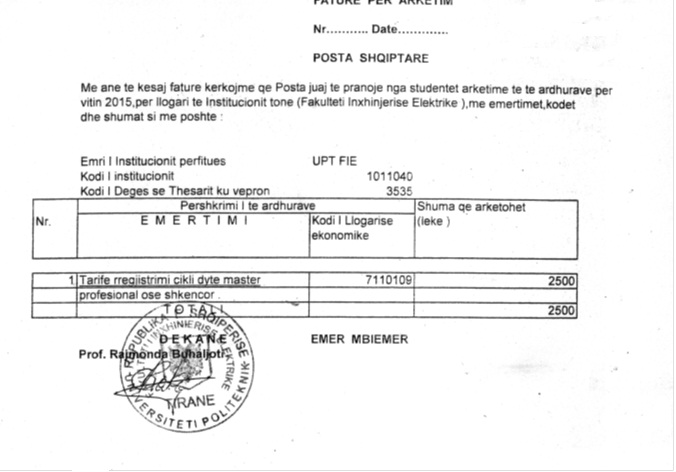 FATURE PER ARKETIM
Nr........... Date.............
POSTA SHQIPTARE
Me ane te kesaj fature kerkojme qe Posta juaj te pranoje nga studentet arketime te te ardhurave per
vitin 2015,per llogari te Institucionit tone (Fakulteti Inxhinjerise Elektrike ),me emertimet,kodet
dhe shumat si me poshte :
Emri I Institucionit perfitues UPT FIE
Kodi I institucionit 1011040
Kodi I Deges se Thesarit ku vepron 3535
Nr. Pershkrimi I te ardhurave Shuma qe arketohet
E M E R T I M I Kodi I Llogarise (leke )
ekonomike
1 Tarife rregjistrimi cikli dyte master 7110109 2500
profesional ose shkencor .
T O T A L 2500
DEKANE EMER MBIEMER
Prof. Rajmonda Buhaljoti
REPUBLIKA SHQIPERISE
INXHINIERISE ELEKTRIKE
TIRANE
UNIVERSITETI POLITEKNIK